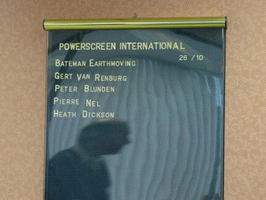 POWERSCREEN INTERNATIONAL
26/10
BATEMAN EARTHMOVING
GERT VAN RENBURG
PETER BLUNDEN
PIERRE NEL
HEATH DICKSON